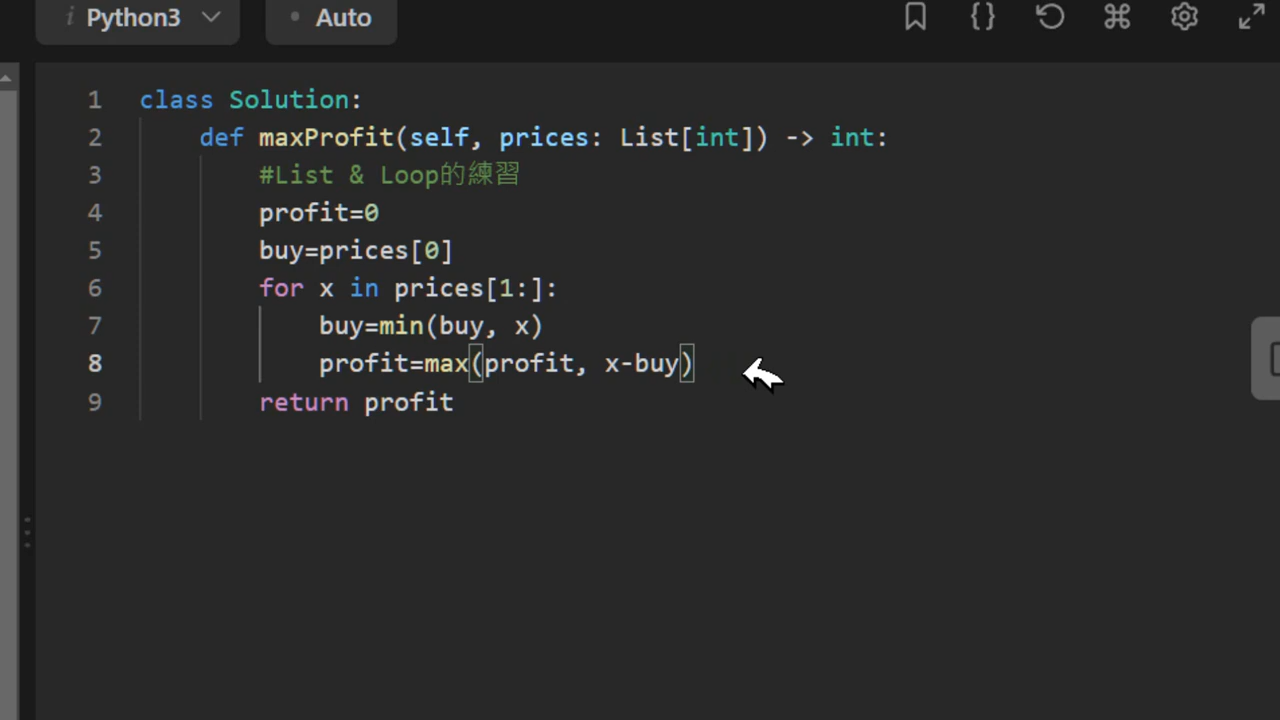 i Python3
Auto
1 class Solution:
2 def maxProfit(self, prices: List[int]) -> int:
3 #List & Loop的練習
4 profit=0
5 buy=prices[0]
6 for x in prices[1:]:
7 buy=min(buy, x)
8 profit=max(profit, x-buy)
9 return profit